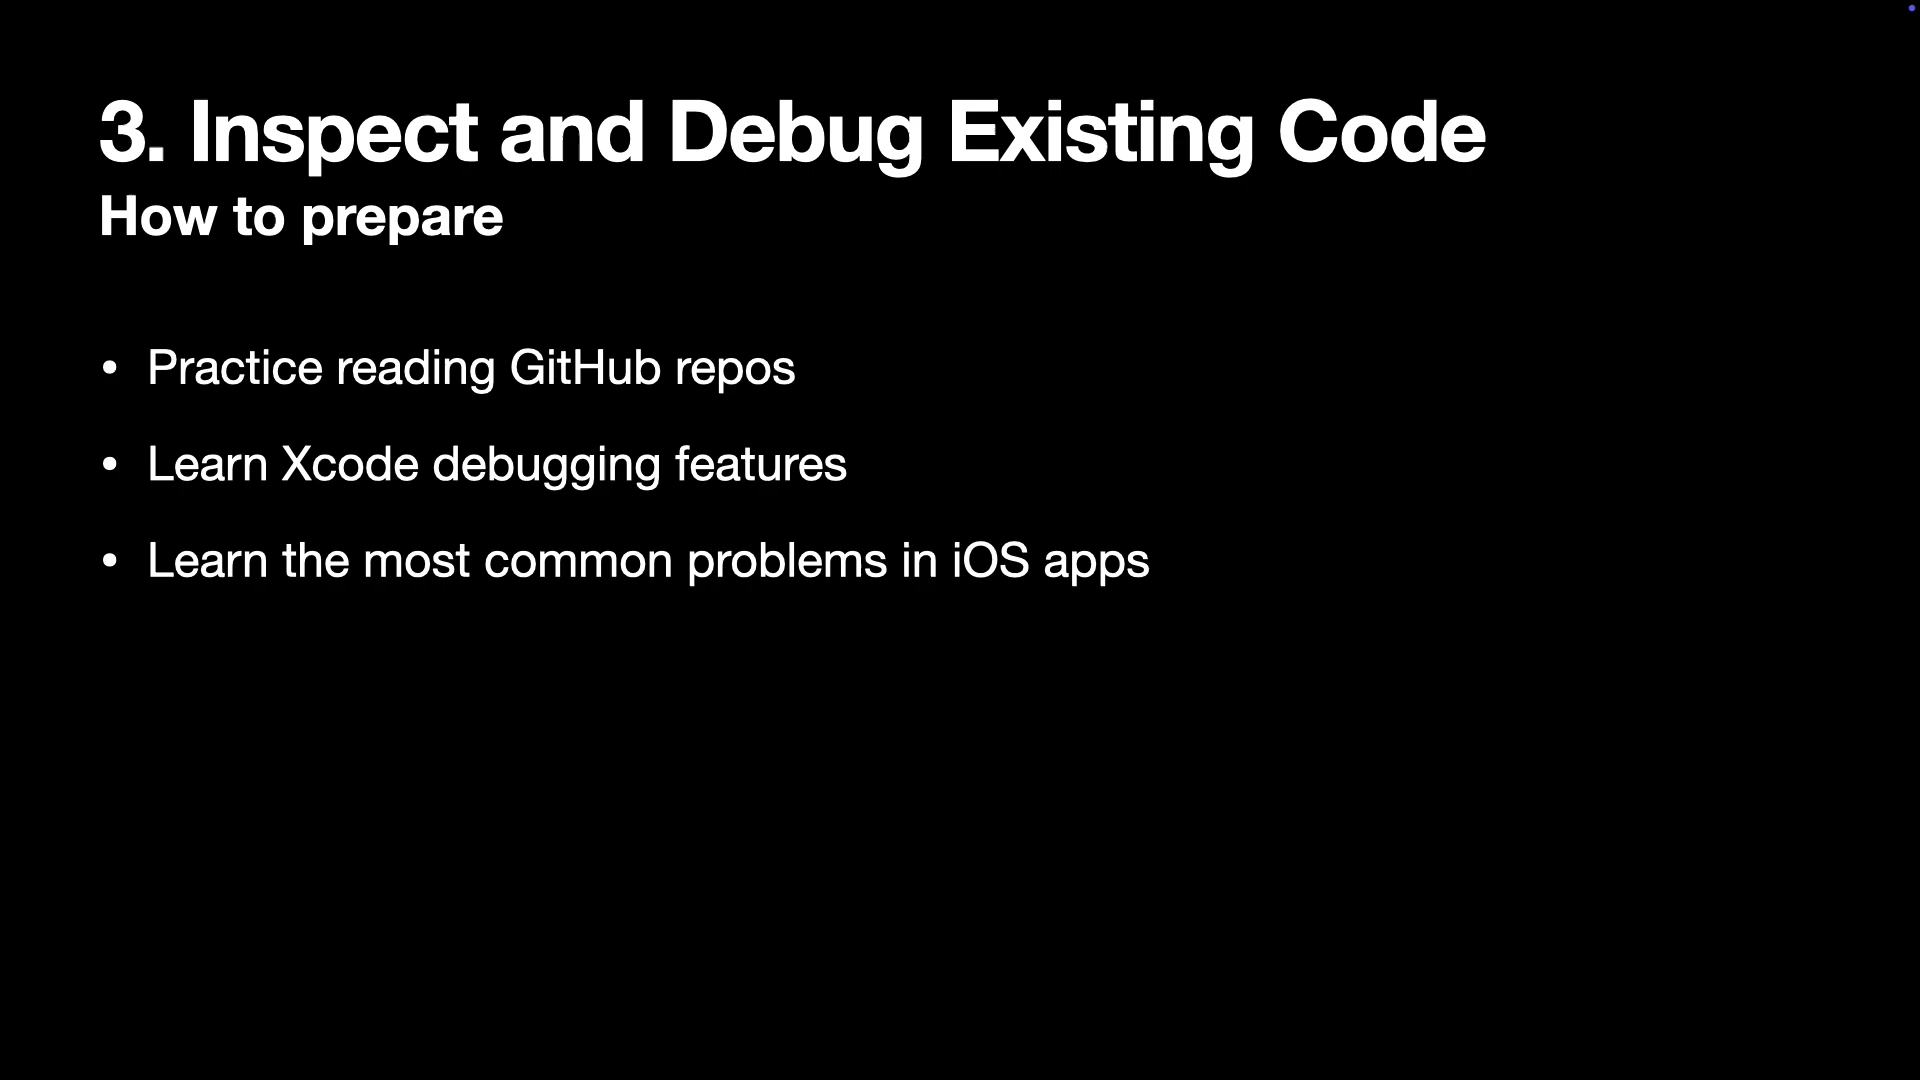 3. Inspect and Debug Existing Code
How to prepare
• Practice reading GitHub repos
• Learn Xcode debugging features
• Learn the most common problems in iOS apps